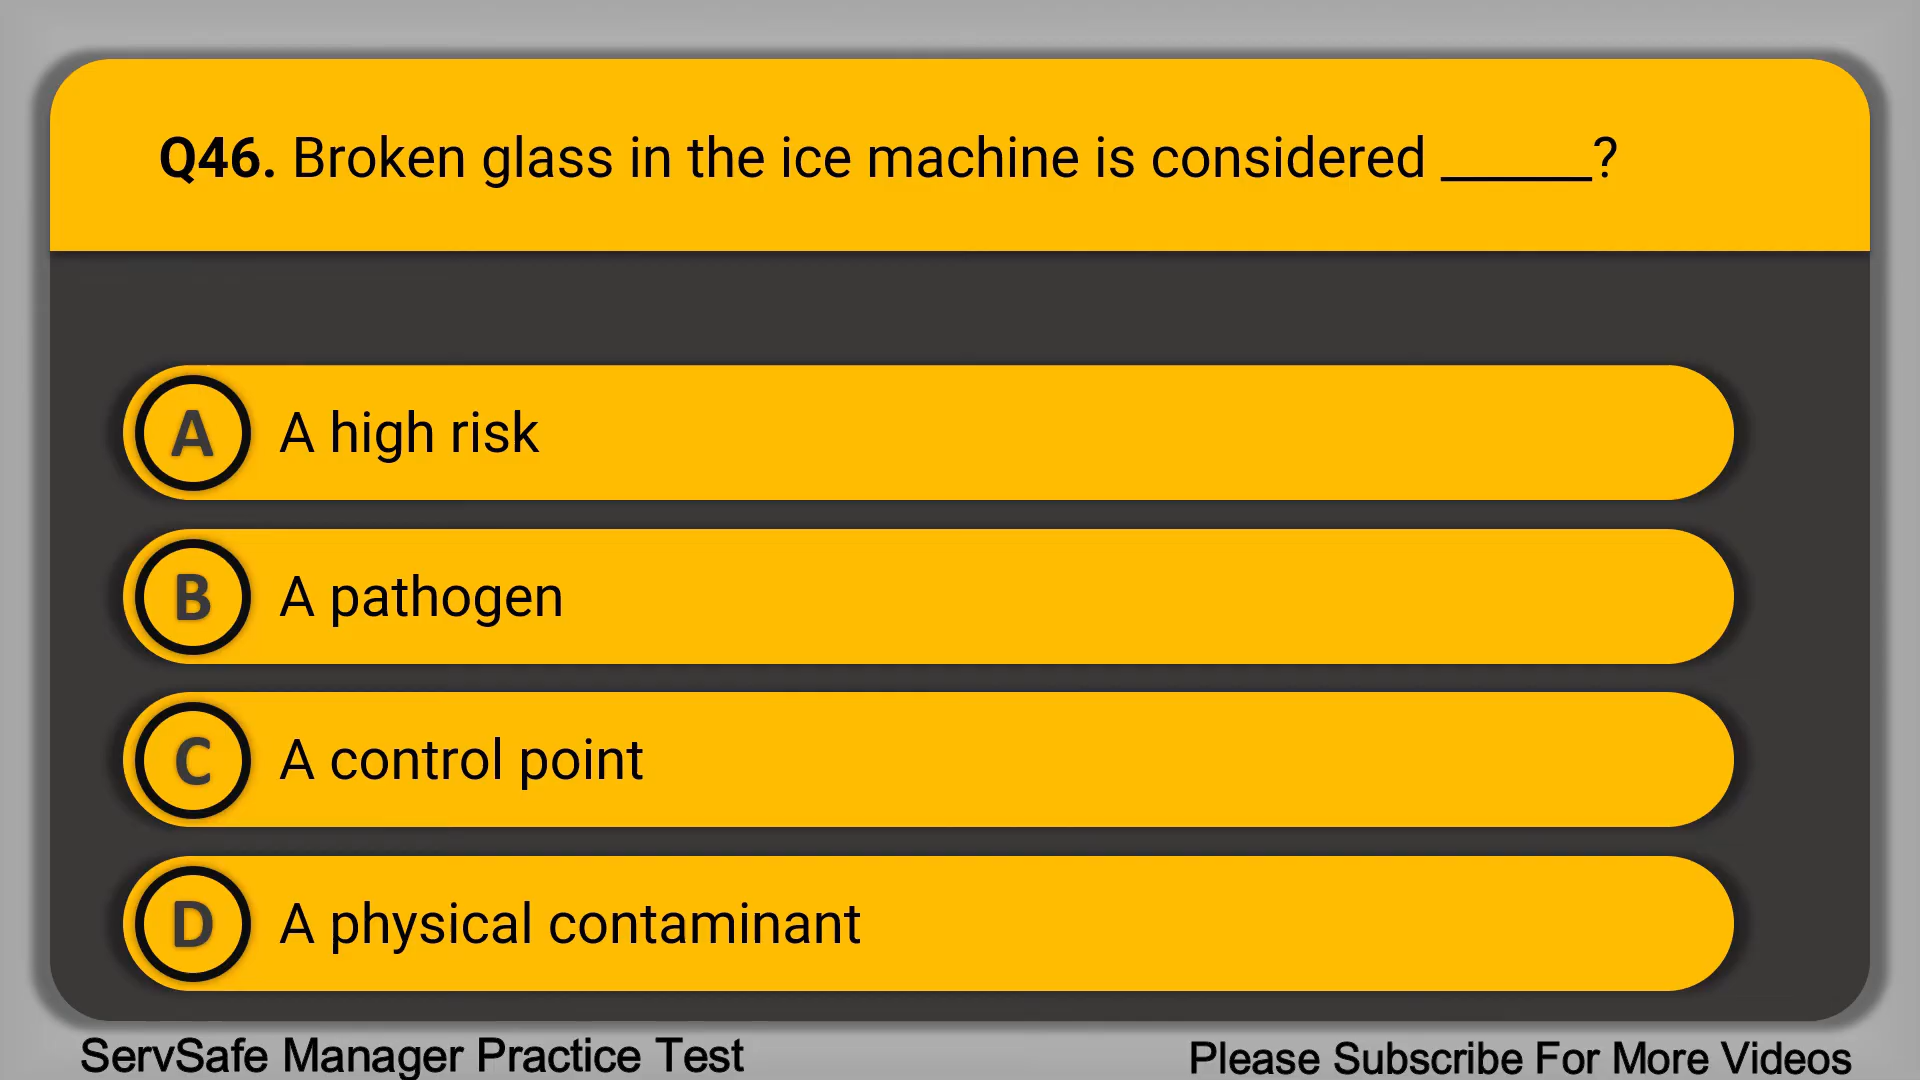 Q46. Broken glass in the ice machine is considered ______?
A A high risk
B A pathogen
C A control point
D A physical contaminant
ServSafe Manager Practice Test
Please Subscribe For More Videos